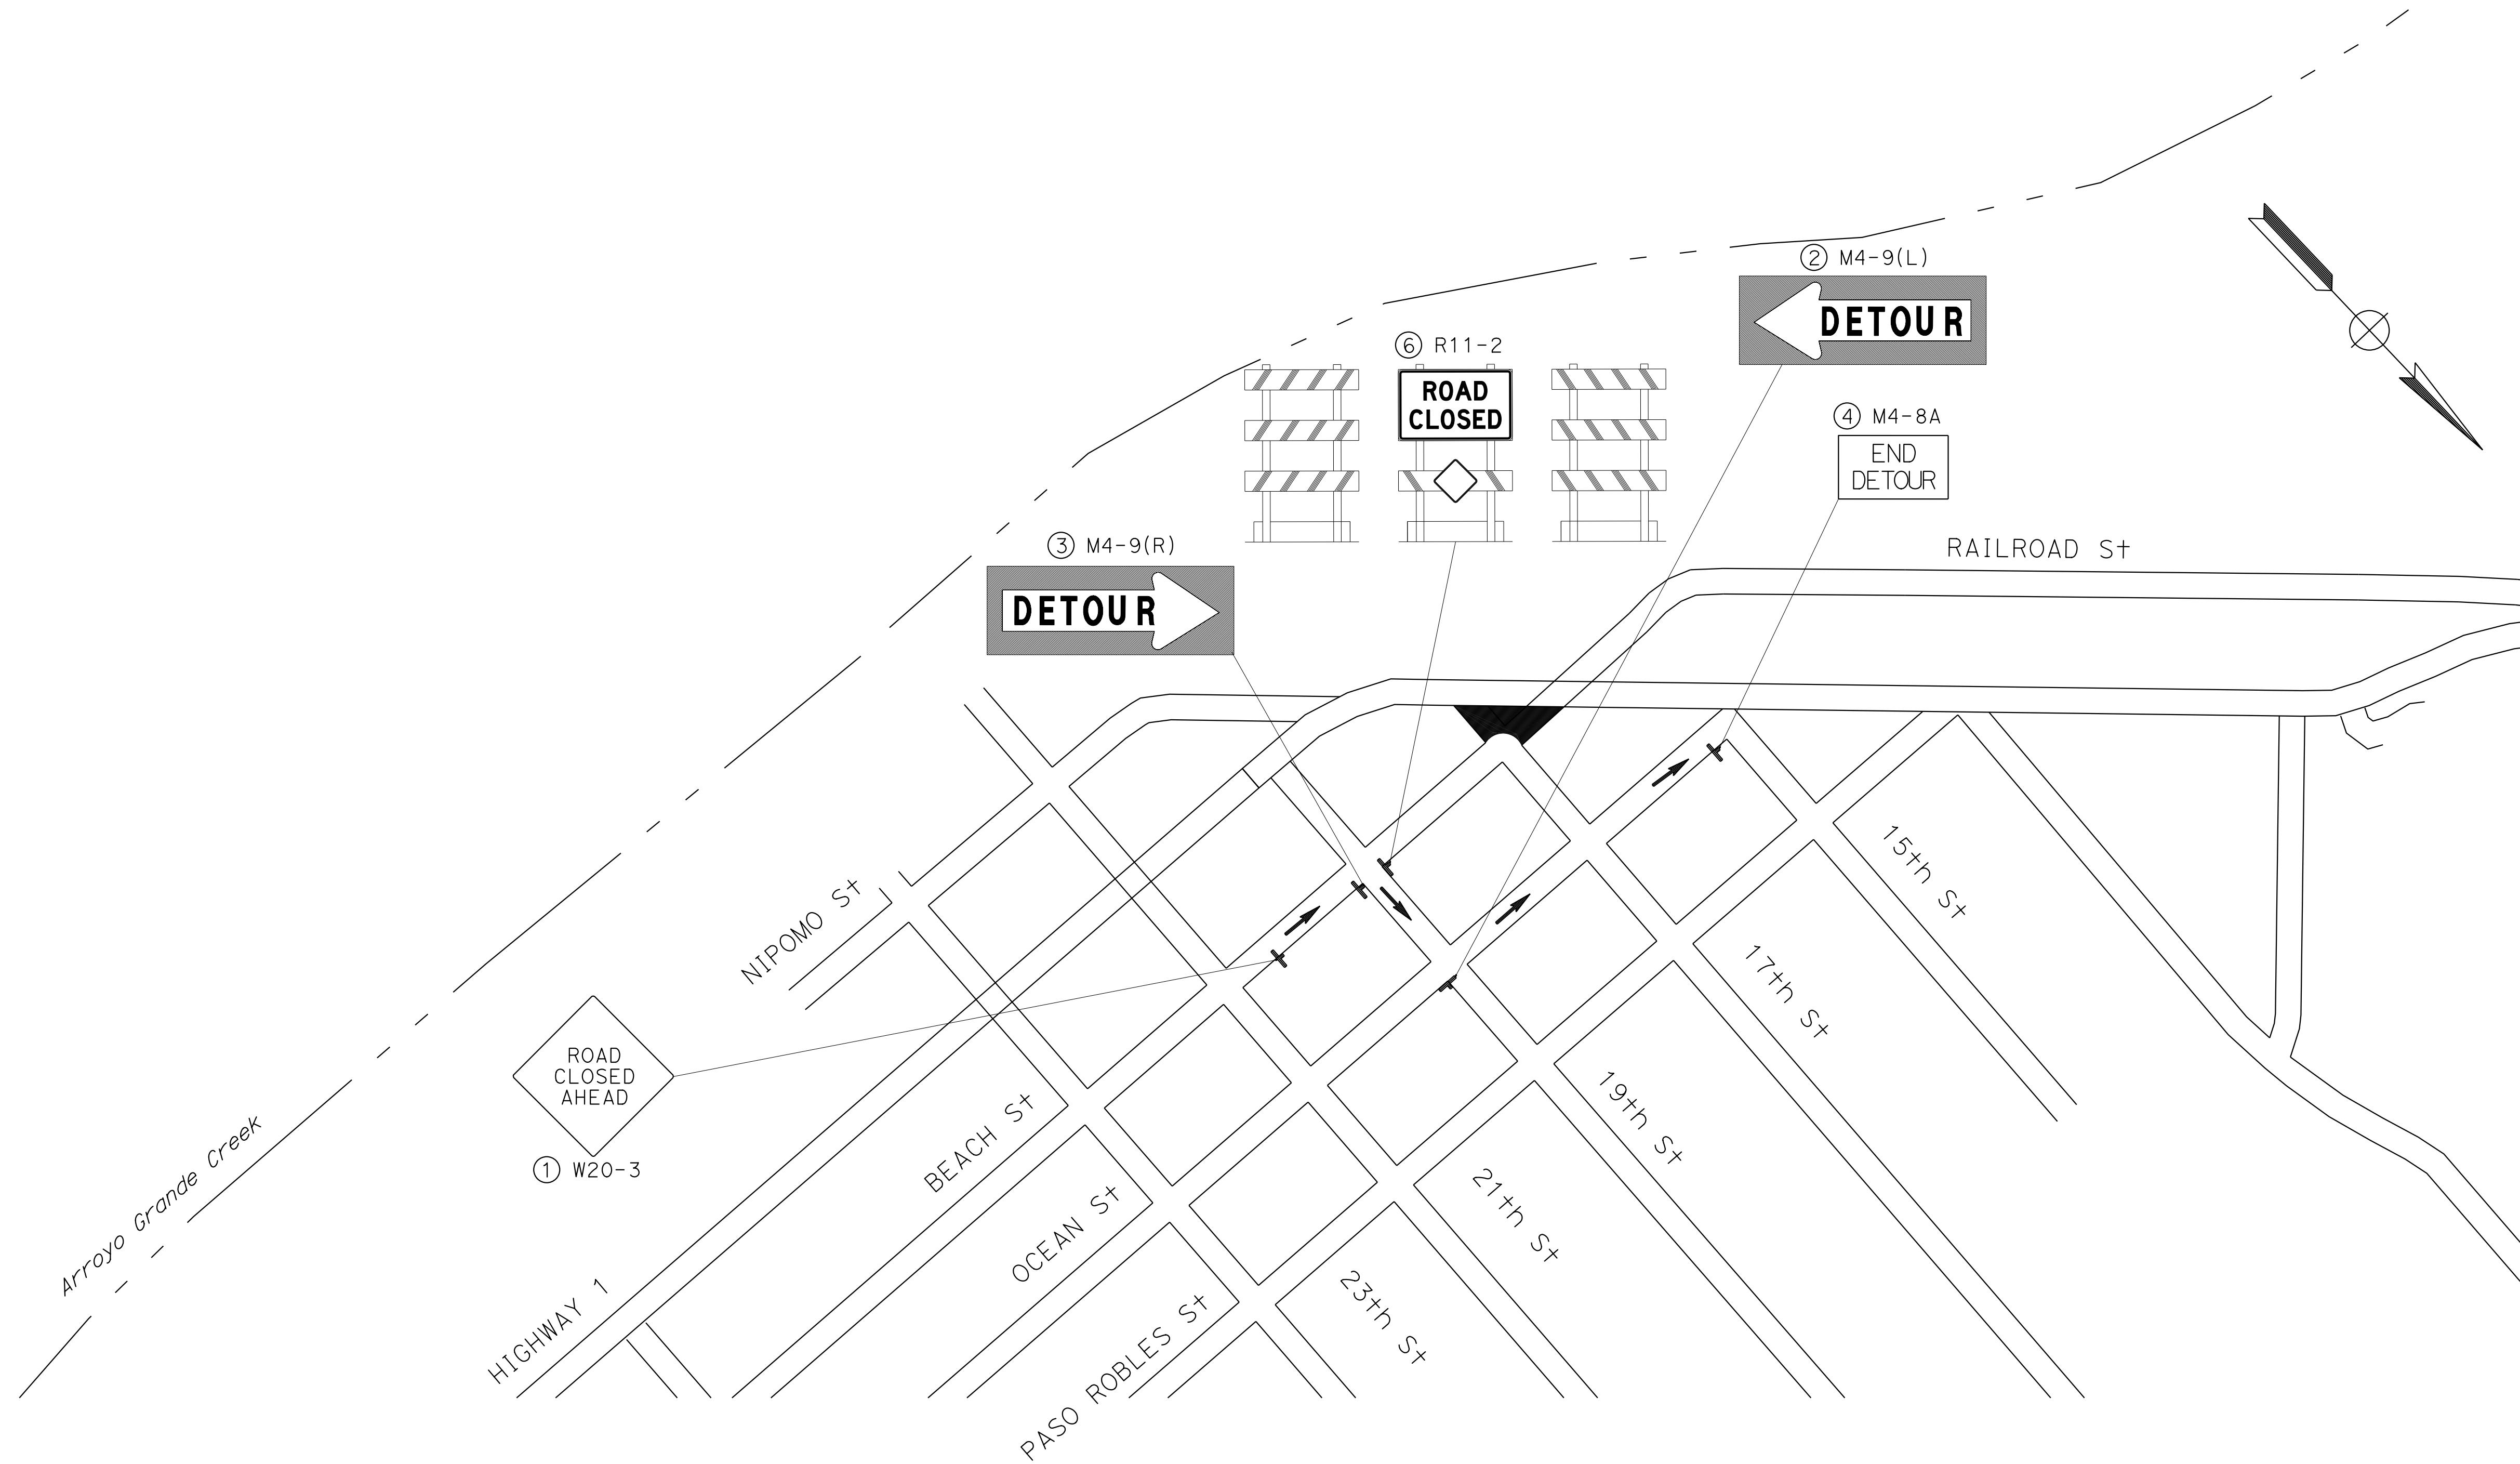 ② M4-9(L)
DETOUR
⑥ R11-2
ROAD
CLOSED
④ M4-8A
END
DETOUR
③ M4-9(R)
DETOUR
RAILROAD St
NIPOMO St
15th St
17th St
ROAD
CLOSED
AHEAD
① W20-3
19th St
BEACH St
Arroyo Grande Creek
21th St
OCEAN St
23th St
HIGHWAY 1
PASO ROBLES St